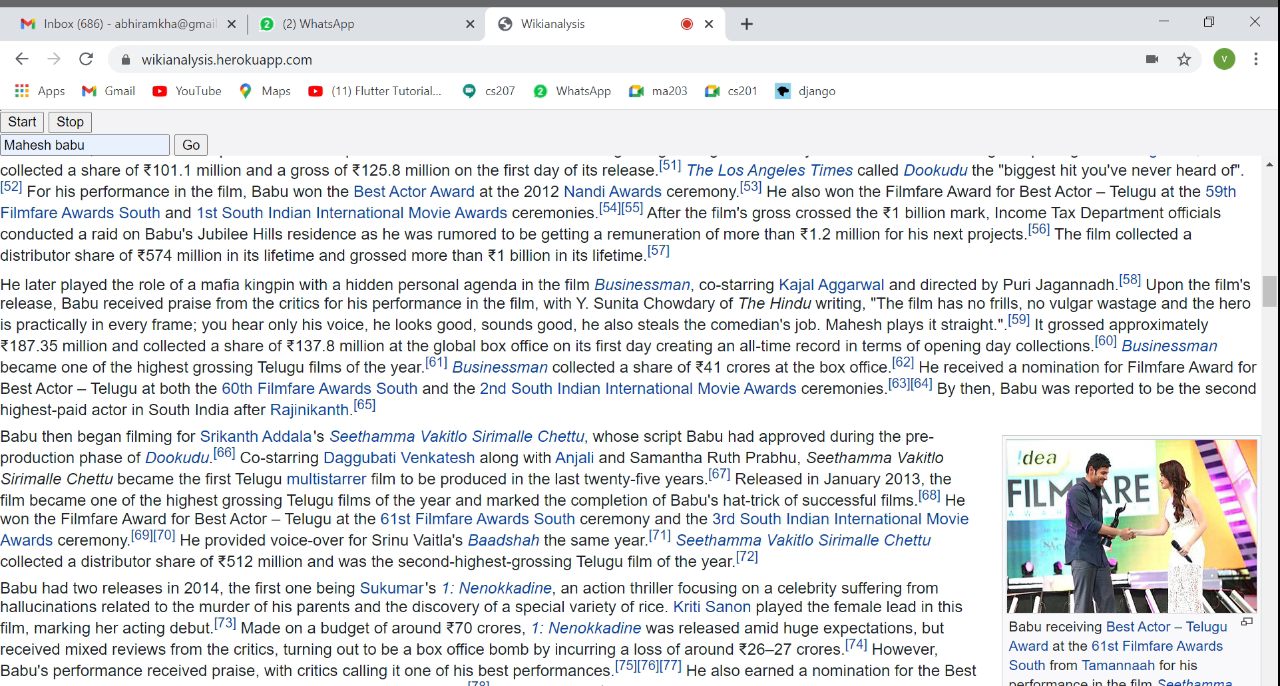 Inbox (686) - abhiramkha@gmai
(2) WhatsApp
Wikianalysis
wikianalysis.herokuapp.com
V
Apps Gmail YouTube Maps (11) Flutter Tutorial... cs207 WhatsApp ma203 cs201 django
Start Stop
Mahesh babu Go
collected a share of ₹101.1 million and a gross of ₹125.8 million on the first day of its release.[51] The Los Angeles Times called Dookudu the "biggest hit you've never heard of".
[52] For his performance in the film, Babu won the Best Actor Award at the 2012 Nandi Awards ceremony.[53] He also won the Filmfare Award for Best Actor – Telugu at the 59th
Filmfare Awards South and 1st South Indian International Movie Awards ceremonies.[54][55] After the film's gross crossed the ₹1 billion mark, Income Tax Department officials
conducted a raid on Babu's Jubilee Hills residence as he was rumored to be getting a remuneration of more than ₹1.2 million for his next projects.[56] The film collected a
distributor share of ₹574 million in its lifetime and grossed more than ₹1 billion in its lifetime.[57]
He later played the role of a mafia kingpin with a hidden personal agenda in the film Businessman, co-starring Kajal Aggarwal and directed by Puri Jagannadh.[58] Upon the film's
release, Babu received praise from the critics for his performance in the film, with Y. Sunita Chowdary of The Hindu writing, "The film has no frills, no vulgar wastage and the hero
is practically in every frame; you hear only his voice, he looks good, sounds good, he also steals the comedian's job. Mahesh plays it straight.".[59] It grossed approximately
₹187.35 million and collected a share of ₹137.8 million at the global box office on its first day creating an all-time record in terms of opening day collections.[60] Businessman
became one of the highest grossing Telugu films of the year.[61] Businessman collected a share of ₹41 crores at the box office.[62] He received a nomination for Filmfare Award for
Best Actor – Telugu at both the 60th Filmfare Awards South and the 2nd South Indian International Movie Awards ceremonies.[63][64] By then, Babu was reported to be the second
highest-paid actor in South India after Rajinikanth.[65]
Babu then began filming for Srikanth Addala's Seethamma Vakitlo Sirimalle Chettu, whose script Babu had approved during the pre-
production phase of Dookudu.[66] Co-starring Daggubati Venkatesh along with Anjali and Samantha Ruth Prabhu, Seethamma Vakitlo
Sirimalle Chettu became the first Telugu multistarrer film to be produced in the last twenty-five years.[67] Released in January 2013, the
film became one of the highest grossing Telugu films of the year and marked the completion of Babu's hat-trick of successful films.[68] He
won the Filmfare Award for Best Actor – Telugu at the 61st Filmfare Awards South ceremony and the 3rd South Indian International Movie
Awards ceremony.[69][70] He provided voice-over for Srinu Vaitla's Baadshah the same year.[71] Seethamma Vakitlo Sirimalle Chettu
collected a distributor share of ₹512 million and was the second-highest-grossing Telugu film of the year.[72]
Babu had two releases in 2014, the first one being Sukumar's 1: Nenokkadine, an action thriller focusing on a celebrity suffering from
hallucinations related to the murder of his parents and the discovery of a special variety of rice. Kriti Sanon played the female lead in this
film, marking her acting debut.[73] Made on a budget of around ₹70 crores, 1: Nenokkadine was released amid huge expectations, but
received mixed reviews from the critics, turning out to be a box office bomb by incurring a loss of around ₹26–27 crores.[74] However,
Babu's performance received praise, with critics calling it one of his best performances.[75][76][77] He also earned a nomination for the Best
!dea
FILMFARE
Babu receiving Best Actor – Telugu
Award at the 61st Filmfare Awards
South from Tamannaah for his
performance in the film Seethamma